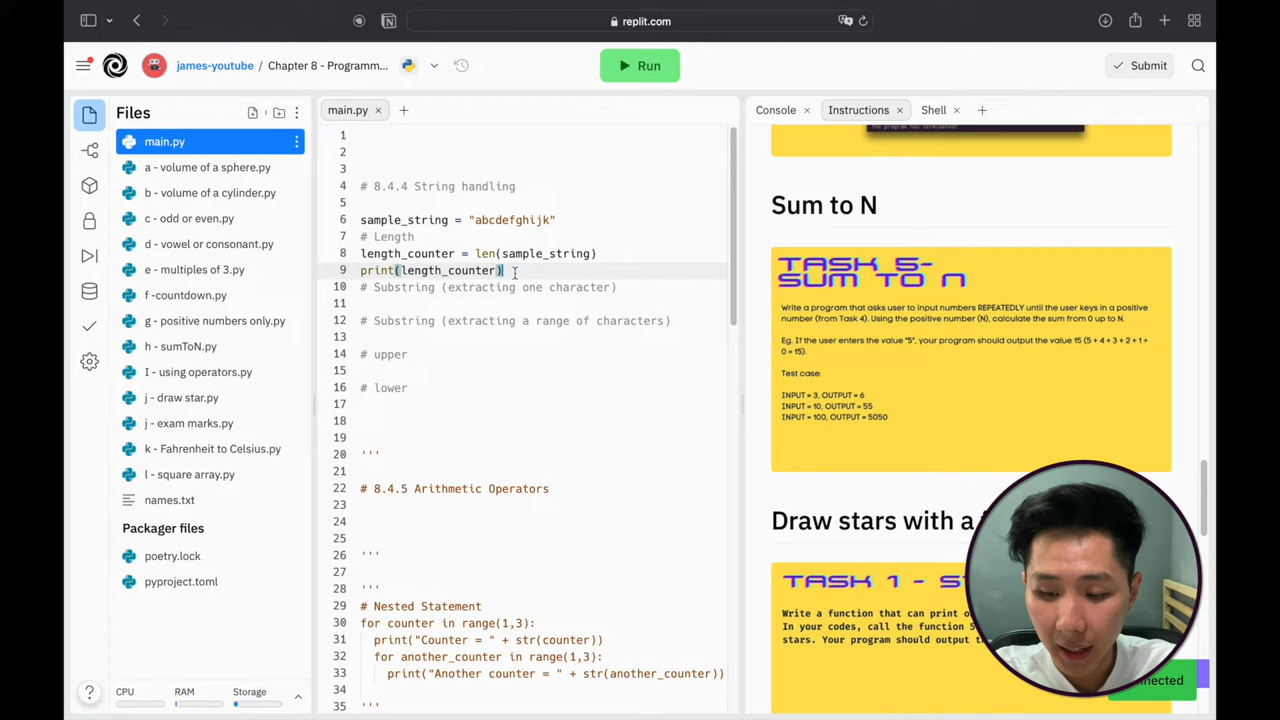 replit.com
james-youtube / Chapter 8 - Programm...
Run
Submit
Files
main.py
a - volume of a sphere.py
b - volume of a cylinder.py
c - odd or even.py
d - vowel or consonant.py
e - multiples of 3.py
f -countdown.py
g - positive numbers only.py
h - sumToN.py
I - using operators.py
j - draw star.py
j - exam marks.py
k - Fahrenheit to Celsius.py
l - square array.py
names.txt
Packager files
poetry.lock
pyproject.toml
?
CPU
RAM
Storage
main.py
1
2
3
4 # 8.4.4 String handling
5
6 sample_string = "abcdefghijk"
7 # Length
8 length_counter = len(sample_string)
9 print(length_counter)
10 # Substring (extracting one character)
11
12 # Substring (extracting a range of characters)
13
14 # upper
15
16 # lower
17
18
19
20 '''
21
22 # 8.4.5 Arithmetic Operators
23
24
25
26 '''
27
28 '''
29 # Nested Statement
30 for counter in range(1,3):
31 print("Counter = " + str(counter))
32 for another_counter in range(1,3):
33 print("Another counter = " + str(another_counter))
34
35 '''
Console
Instructions
Shell
The program has terminated!
Sum to N
TASK 5-
SUM TO N
Write a program that asks user to input numbers REPEATEDLY until the user keys in a positive
number (from Task 4). Using the positive number (N), calculate the sum from 0 up to N.
Eg. If the user enters the value "5", your program should output the value 15 (5 + 4 + 3 + 2 + 1 +
0 = 15).
Test case:
INPUT = 3, OUTPUT = 6
INPUT = 10, OUTPUT = 55
INPUT = 100, OUTPUT = 5050
Draw stars with a
TASK 1 - S
Write a function that can print
In your codes, call the function
stars. Your program should output